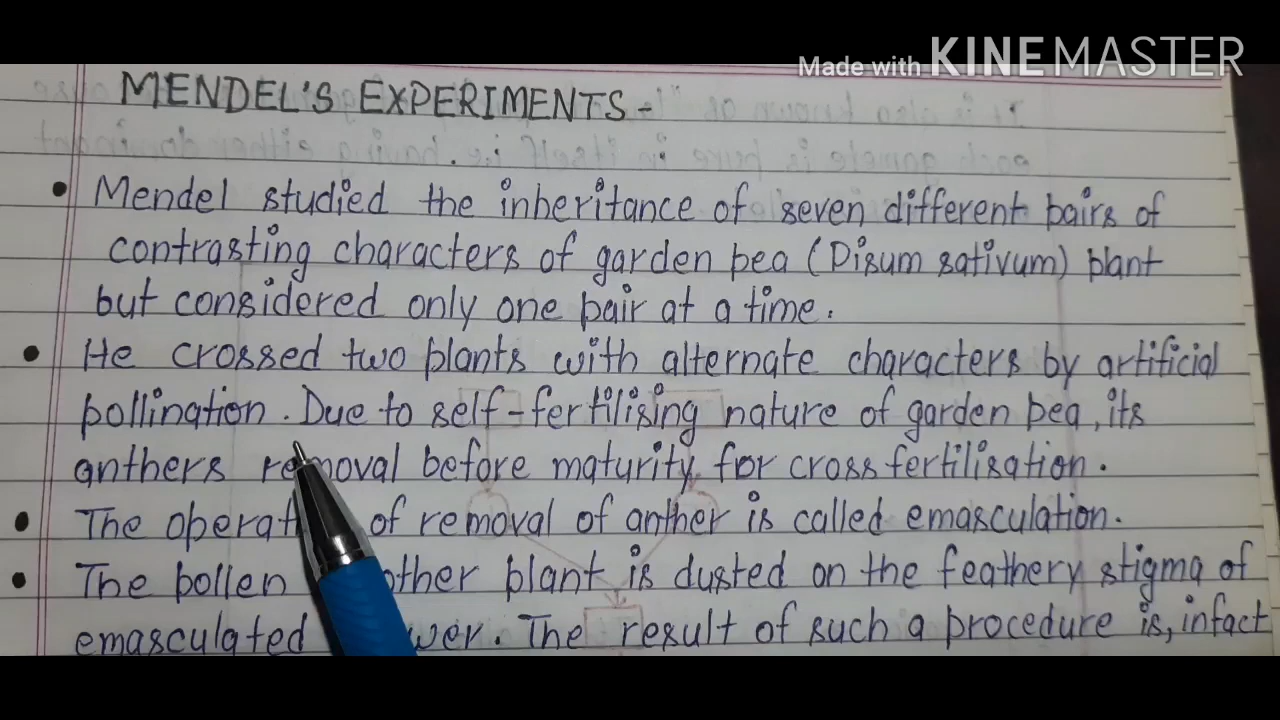 Made with KINEMASTER
MENDEL'S EXPERIMENTS-
• Mendel studied the inheritance of seven different pairs of
contrasting characters of garden pea (Pisum sativum) plant
but considered only one pair at a time.
• He crossed two plants with alternate characters by artificial
pollination. Due to self-fertilising nature of garden pea, its
anthers removal before maturity for cross fertilisation.
• The of removal of anther is called emasculation.
• The pollen other plant is dusted on the feathery stigma of
emasculated The result of such a procedure is, infact